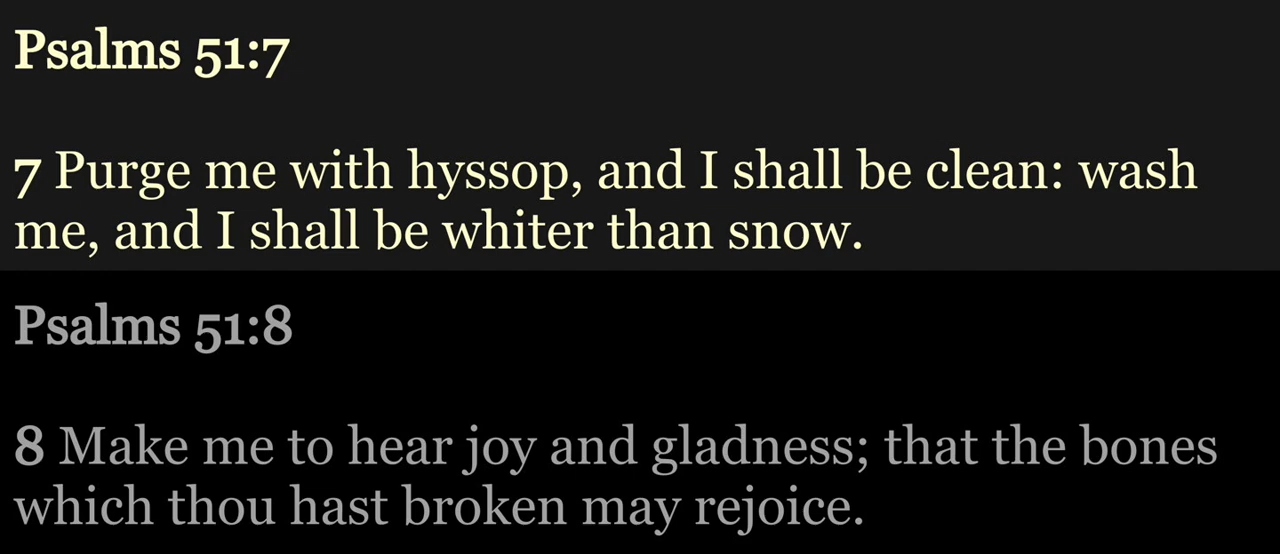 Psalms 51:7
7 Purge me with hyssop, and I shall be clean: wash
me, and I shall be whiter than snow.
Psalms 51:8
8 Make me to hear joy and gladness; that the bones
which thou hast broken may rejoice.